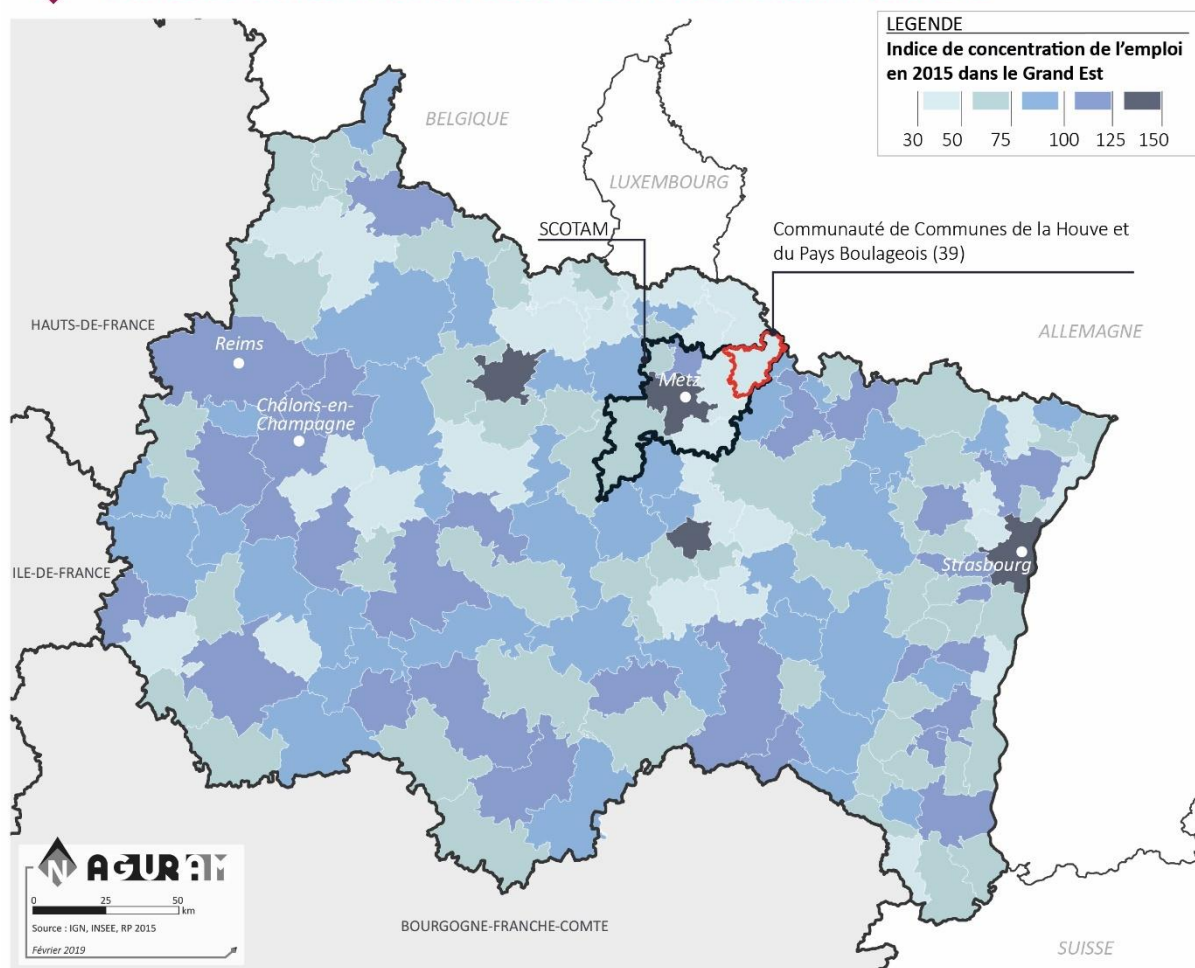 LEGENDE
Indice de concentration de l'emploi
en 2015 dans le Grand Est
30 50 75 100 125 150
BELGIQUE
LUXEMBOURG
SCOTAM
Communauté de Communes de la Houve et
du Pays Boulageois (39)
HAUTS-DE-FRANCE
ALLEMAGNE
Reims
Metz
Châlons-en-
Champagne
Strasbourg
ILE-DE-FRANCE
N AGURAM
0 25 50
km
Source : IGN, INSEE, RP 2015
Février 2019
BOURGOGNE-FRANCHE-COMTE
SUISSE